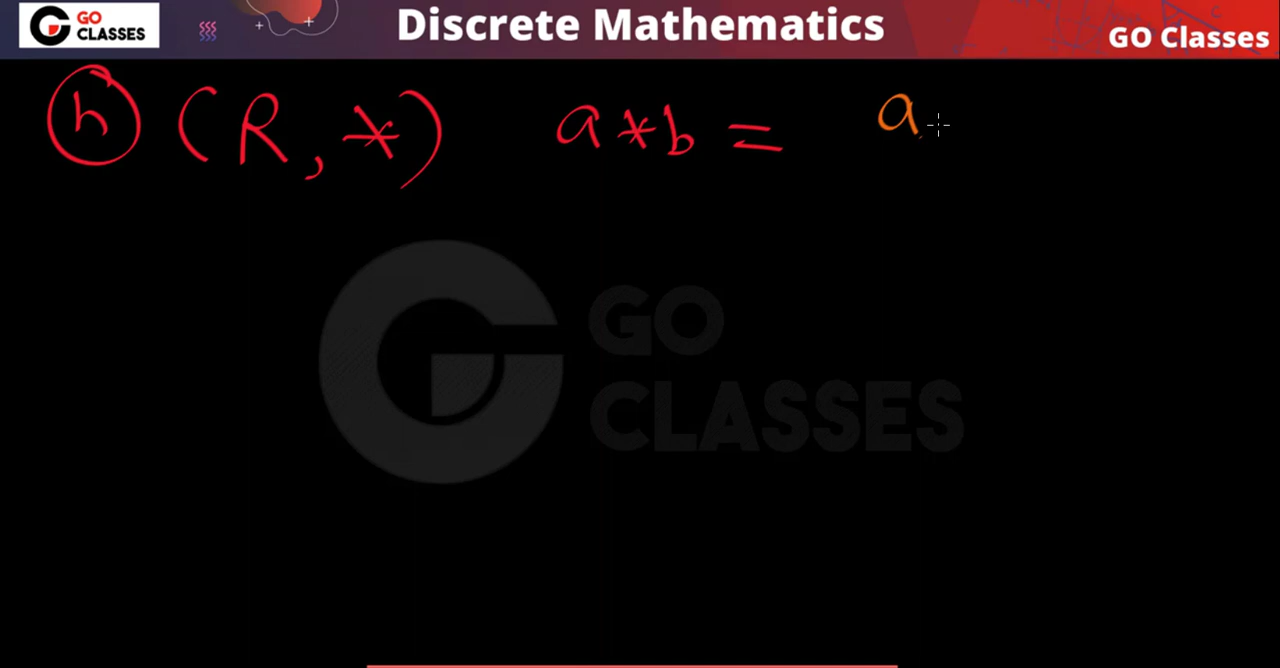 GO CLASSES
Discrete Mathematics
GO Classes
(h) (R, *) a * b = a
GO
CLASSES